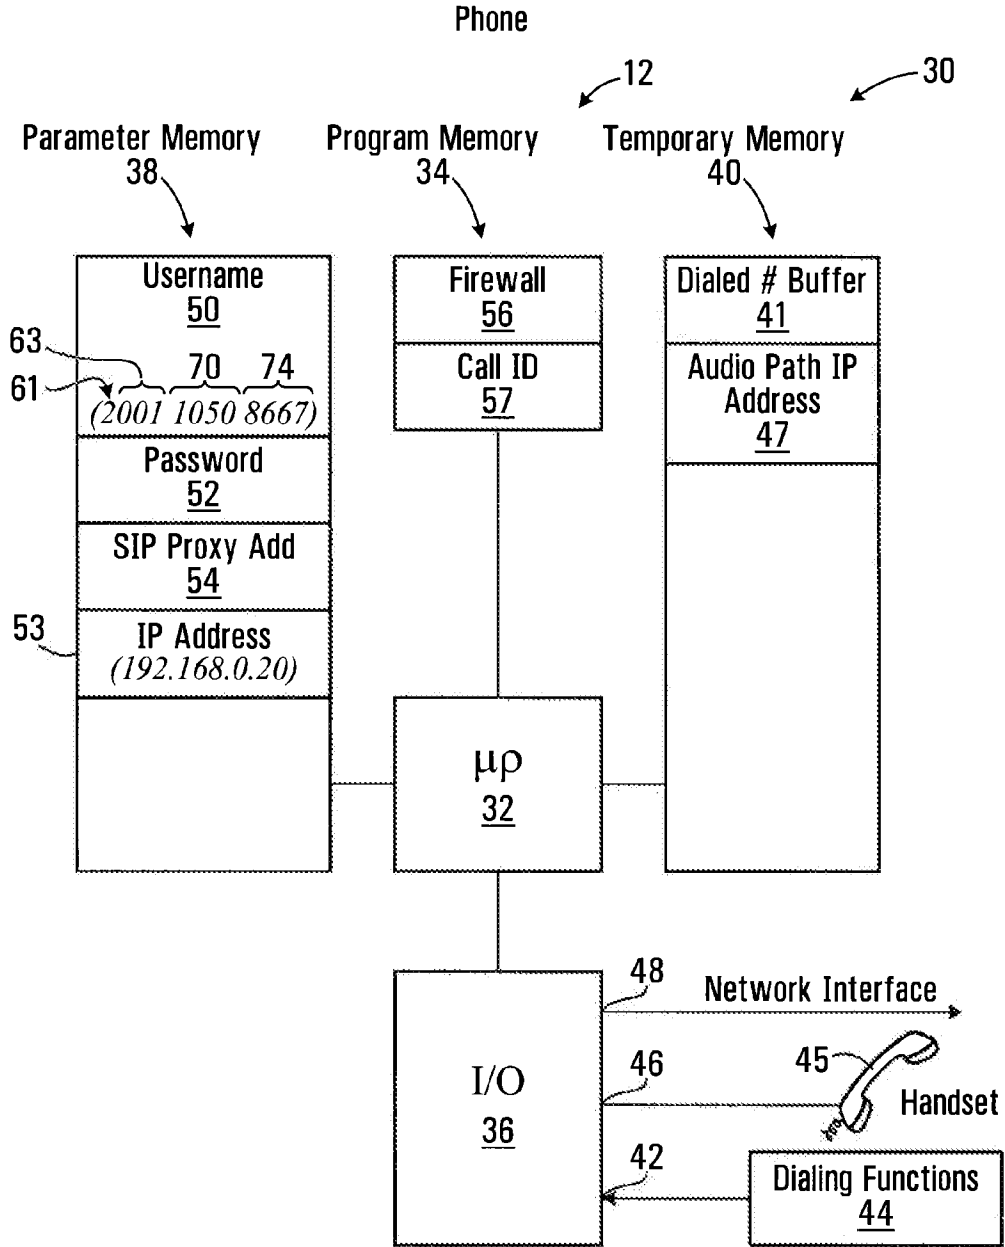 Phone
12
30
Parameter Memory
38
Program Memory
34
Temporary Memory
40
Username
50
63
70
74
61
(2001 1050 8667)
Password
52
SIP Proxy Add
54
53
IP Address
(192.168.0.20)
Firewall
56
Call ID
57
Dialed # Buffer
41
Audio Path IP
Address
47
μρ
32
I/O
36
48
Network Interface
46
45
Handset
42
Dialing Functions
44